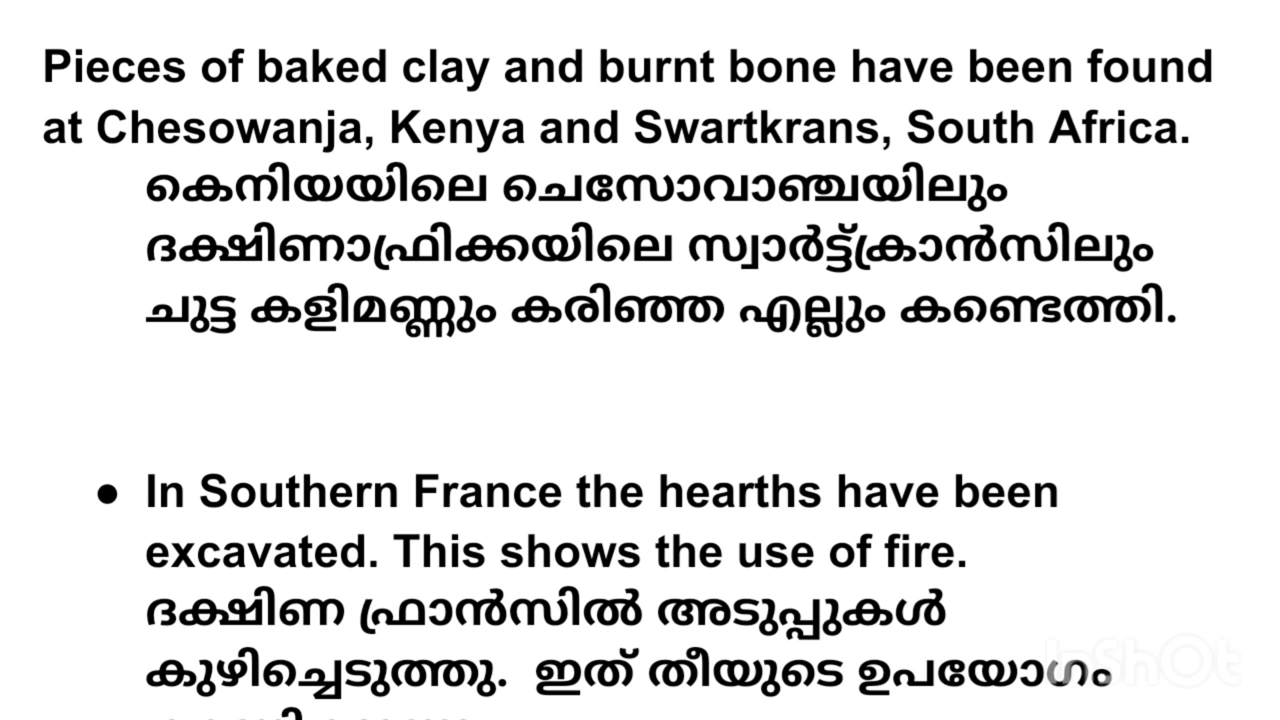 Pieces of baked clay and burnt bone have been found
at Chesowanja, Kenya and Swartkrans, South Africa.
കെനിയയിലെ ചെസോവാഞ്ചയിലും
ദക്ഷിണാഫ്രിക്കയിലെ സ്വാർട്ട്ക്രാൻസിലും
ചുട്ട കളിമണ്ണും കരിഞ്ഞ എല്ലും കണ്ടെത്തി.
● In Southern France the hearths have been
excavated. This shows the use of fire.
ദക്ഷിണ ഫ്രാൻസിൽ അടുപ്പുകൾ
കുഴിച്ചെടുത്തു. ഇത് തീയുടെ ഉപയോഗം
InShOt